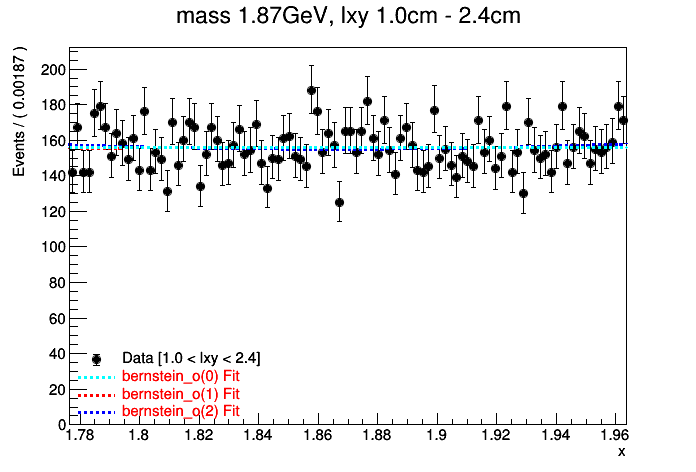 mass 1.87GeV, lxy 1.0cm - 2.4cm
Events / ( 0.00187 )
200
180
160
140
120
100
80
60
40
20
0
Data [1.0 < lxy < 2.4]
bernstein_o(0) Fit
bernstein_o(1) Fit
bernstein_o(2) Fit
1.78 1.8 1.82 1.84 1.86 1.88 1.9 1.92 1.94 1.96
x